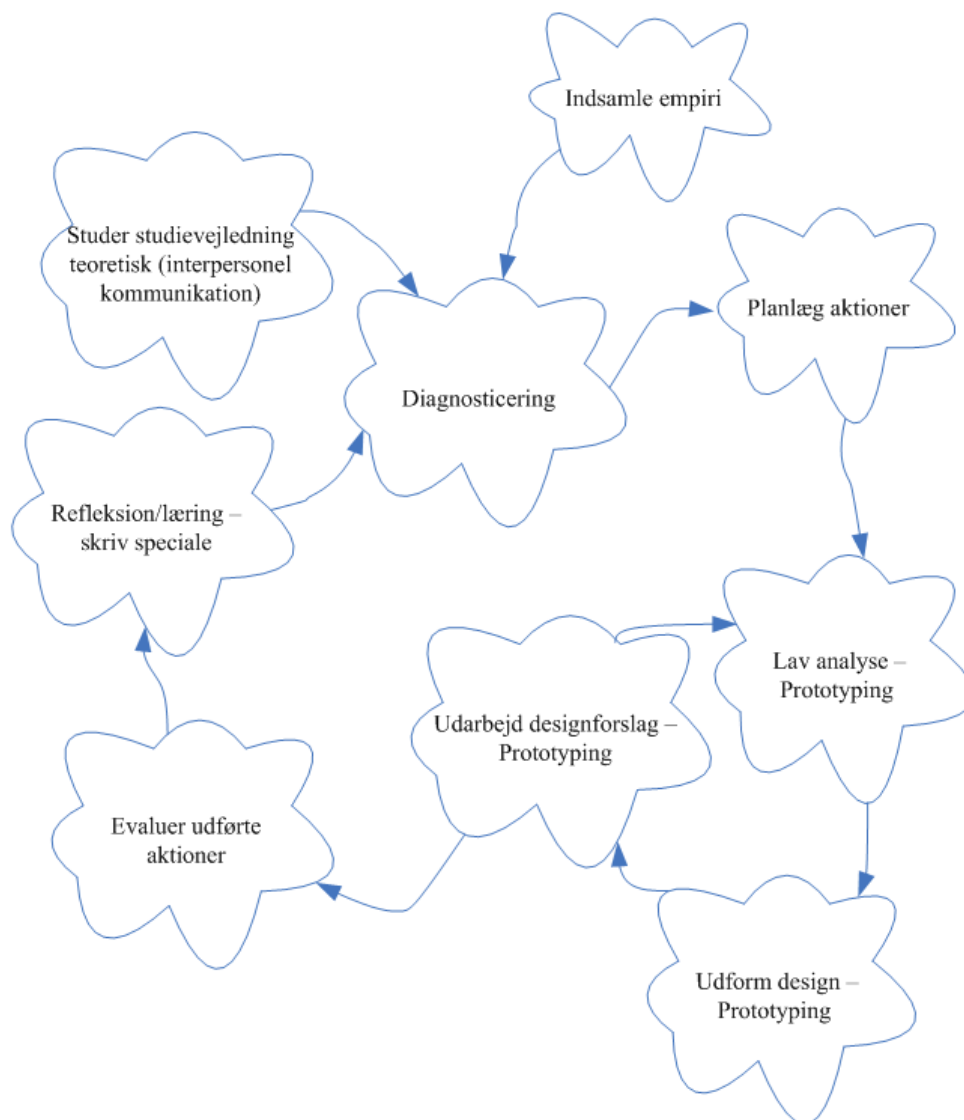 Indsamle empiri
Studer studievejledning
teoretisk (interpersonel
kommunikation)
Planlæg aktioner
Diagnosticering
Refleksion/læring –
skriv speciale
Lav analyse –
Prototyping
Udarbejd designforslag –
Prototyping
Evaluer udførte
aktioner
Udform design –
Prototyping